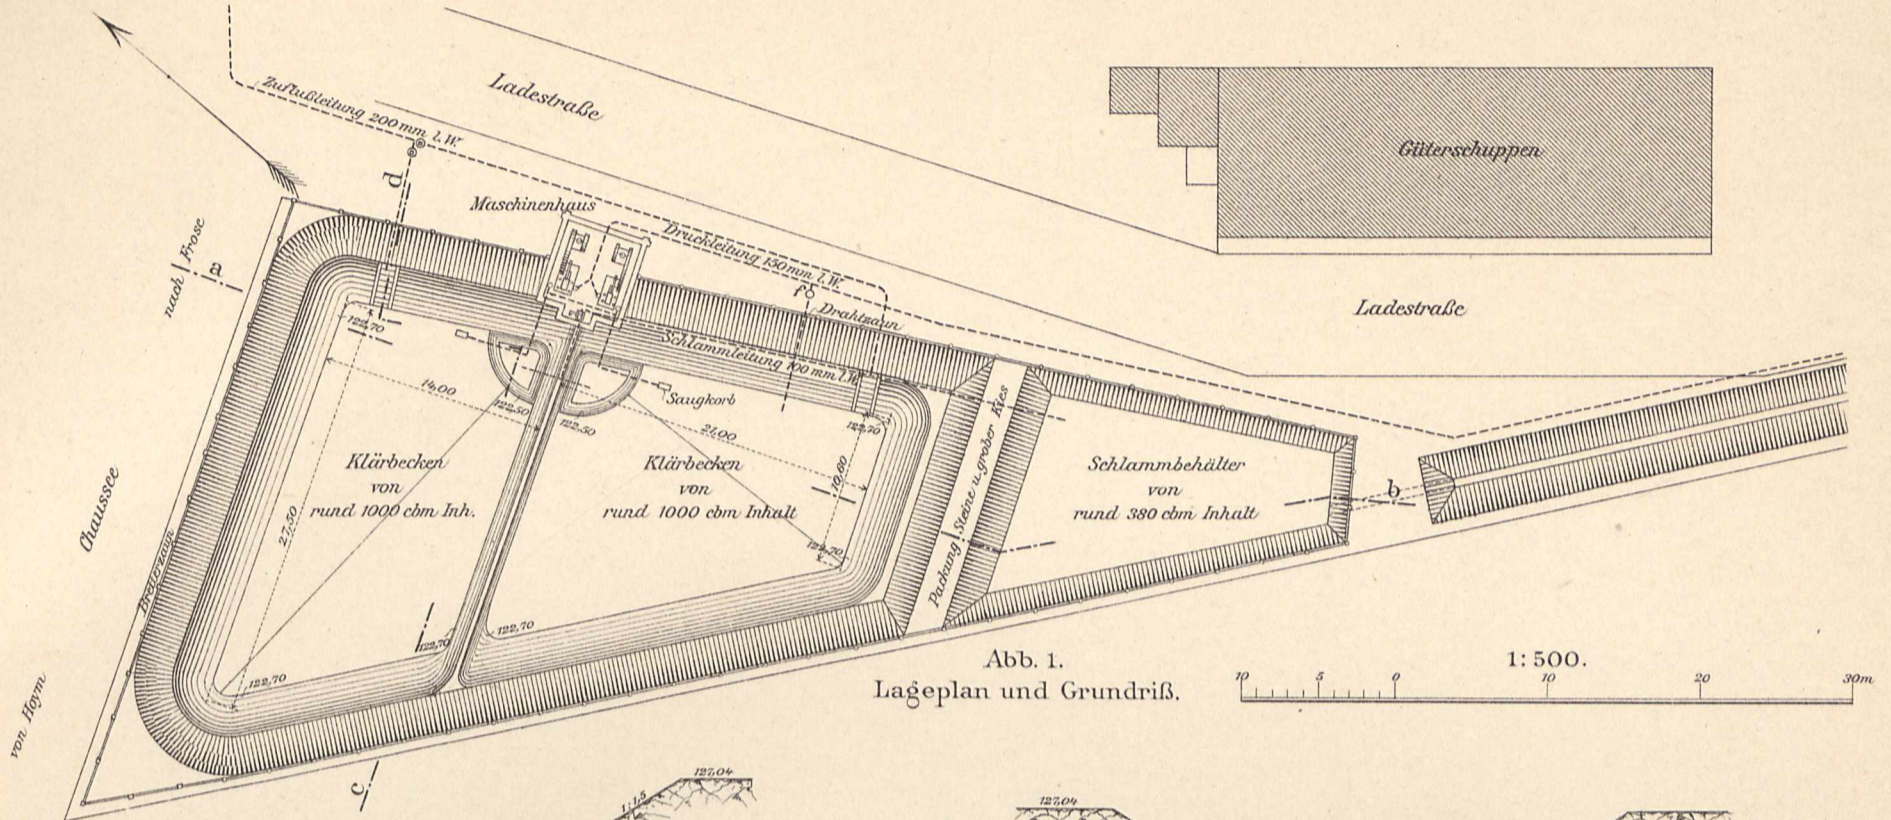 Ladestraße
Zuflußleitung 200 mm l.W.
Güterschuppen
d
Maschinenhaus
nach Frose
a
Druckleitung 150 mm l.W.
f
Drahtzaun
Ladestraße
122,70
Schlammleitung 100 mm l.W.
14,00
122,50
Saugkorb
122,50
21,00
122,70
10,80
Packung Steine u. grober Kies
Klärbecken
von
rund 1000 cbm Inh.
Klärbecken
von
rund 1000 cbm Inhalt
Schlammbehälter
von
rund 380 cbm Inhalt
b
Chaussee
27,50
122,70
Bretterzaun
122,70
122,70
122,70
von Hoym
c
Abb. 1.
Lageplan und Grundriß.
1:500.
10 5 0 10 20 30m
127,04
1:1,5
127,04